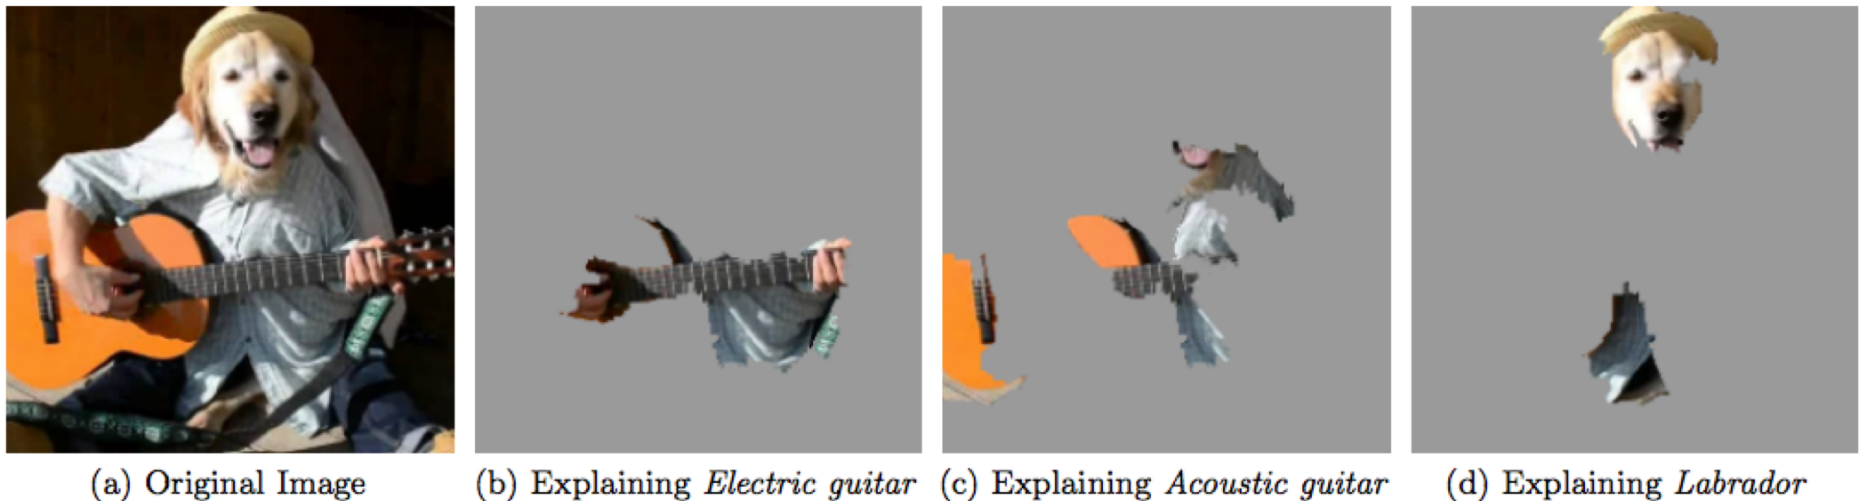 (a) Original Image
(b) Explaining Electric guitar
(c) Explaining Acoustic guitar
(d) Explaining Labrador